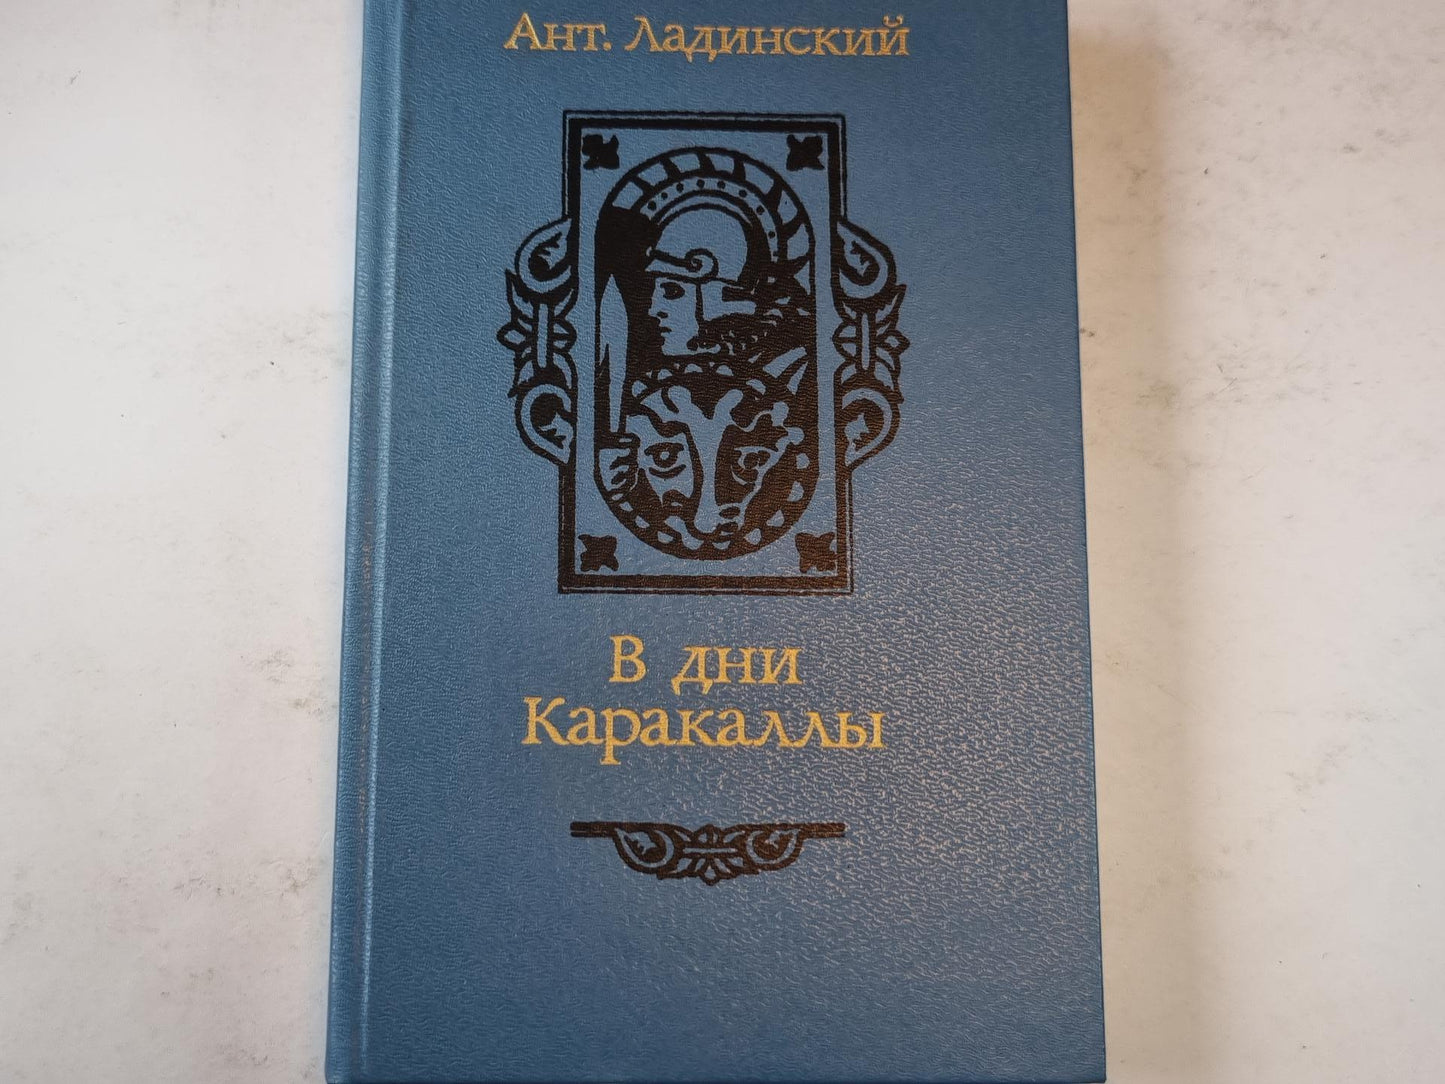 Ант. Ладинский
В дни
Каракаллы